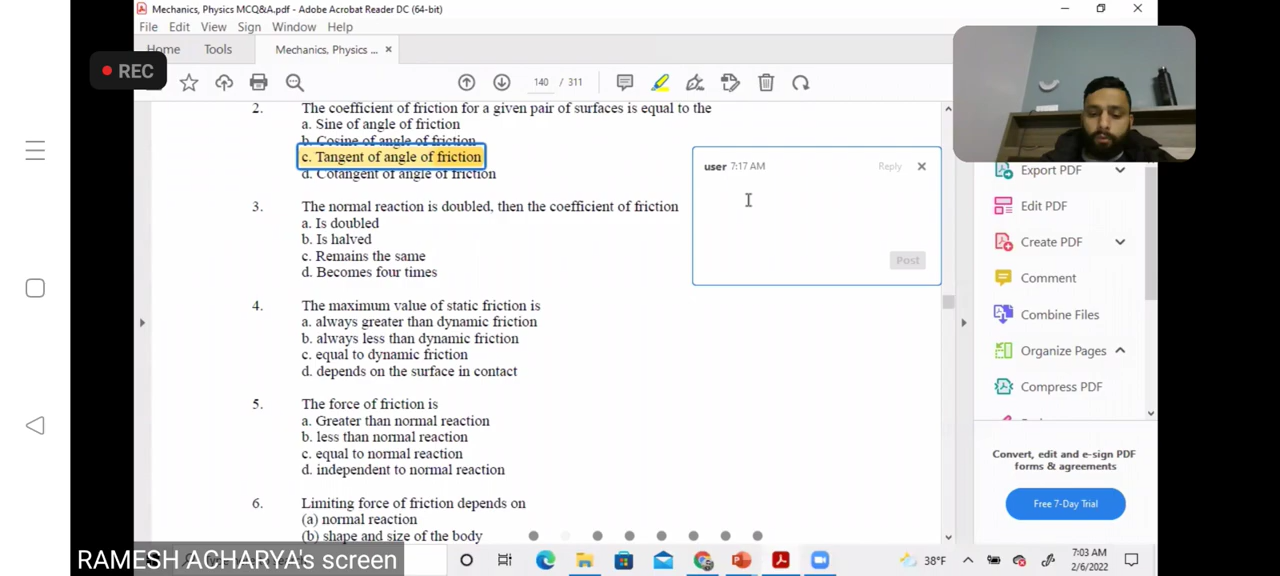 Mechanics, Physics MCQ&A.pdf - Adobe Acrobat Reader DC (64-bit)
File Edit View Sign Window Help
Home Tools Mechanics, Physics ... ×
REC
140 / 311
2. The coefficient of friction for a given pair of surfaces is equal to the
a. Sine of angle of friction
b. Cosine of angle of friction
c. Tangent of angle of friction
d. Cotangent of angle of friction
3. The normal reaction is doubled, then the coefficient of friction
a. Is doubled
b. Is halved
c. Remains the same
d. Becomes four times
4. The maximum value of static friction is
a. always greater than dynamic friction
b. always less than dynamic friction
c. equal to dynamic friction
d. depends on the surface in contact
5. The force of friction is
a. Greater than normal reaction
b. less than normal reaction
c. equal to normal reaction
d. independent to normal reaction
6. Limiting force of friction depends on
(a) normal reaction
(b) shape and size of the body
user 7:17 AM Reply
Post
Export PDF
Edit PDF
Create PDF
Comment
Combine Files
Organize Pages
Compress PDF
Convert, edit and e-sign PDF
forms & agreements
Free 7-Day Trial
RAMESH ACHARYA's screen
38°F
7:03 AM
2/6/2022